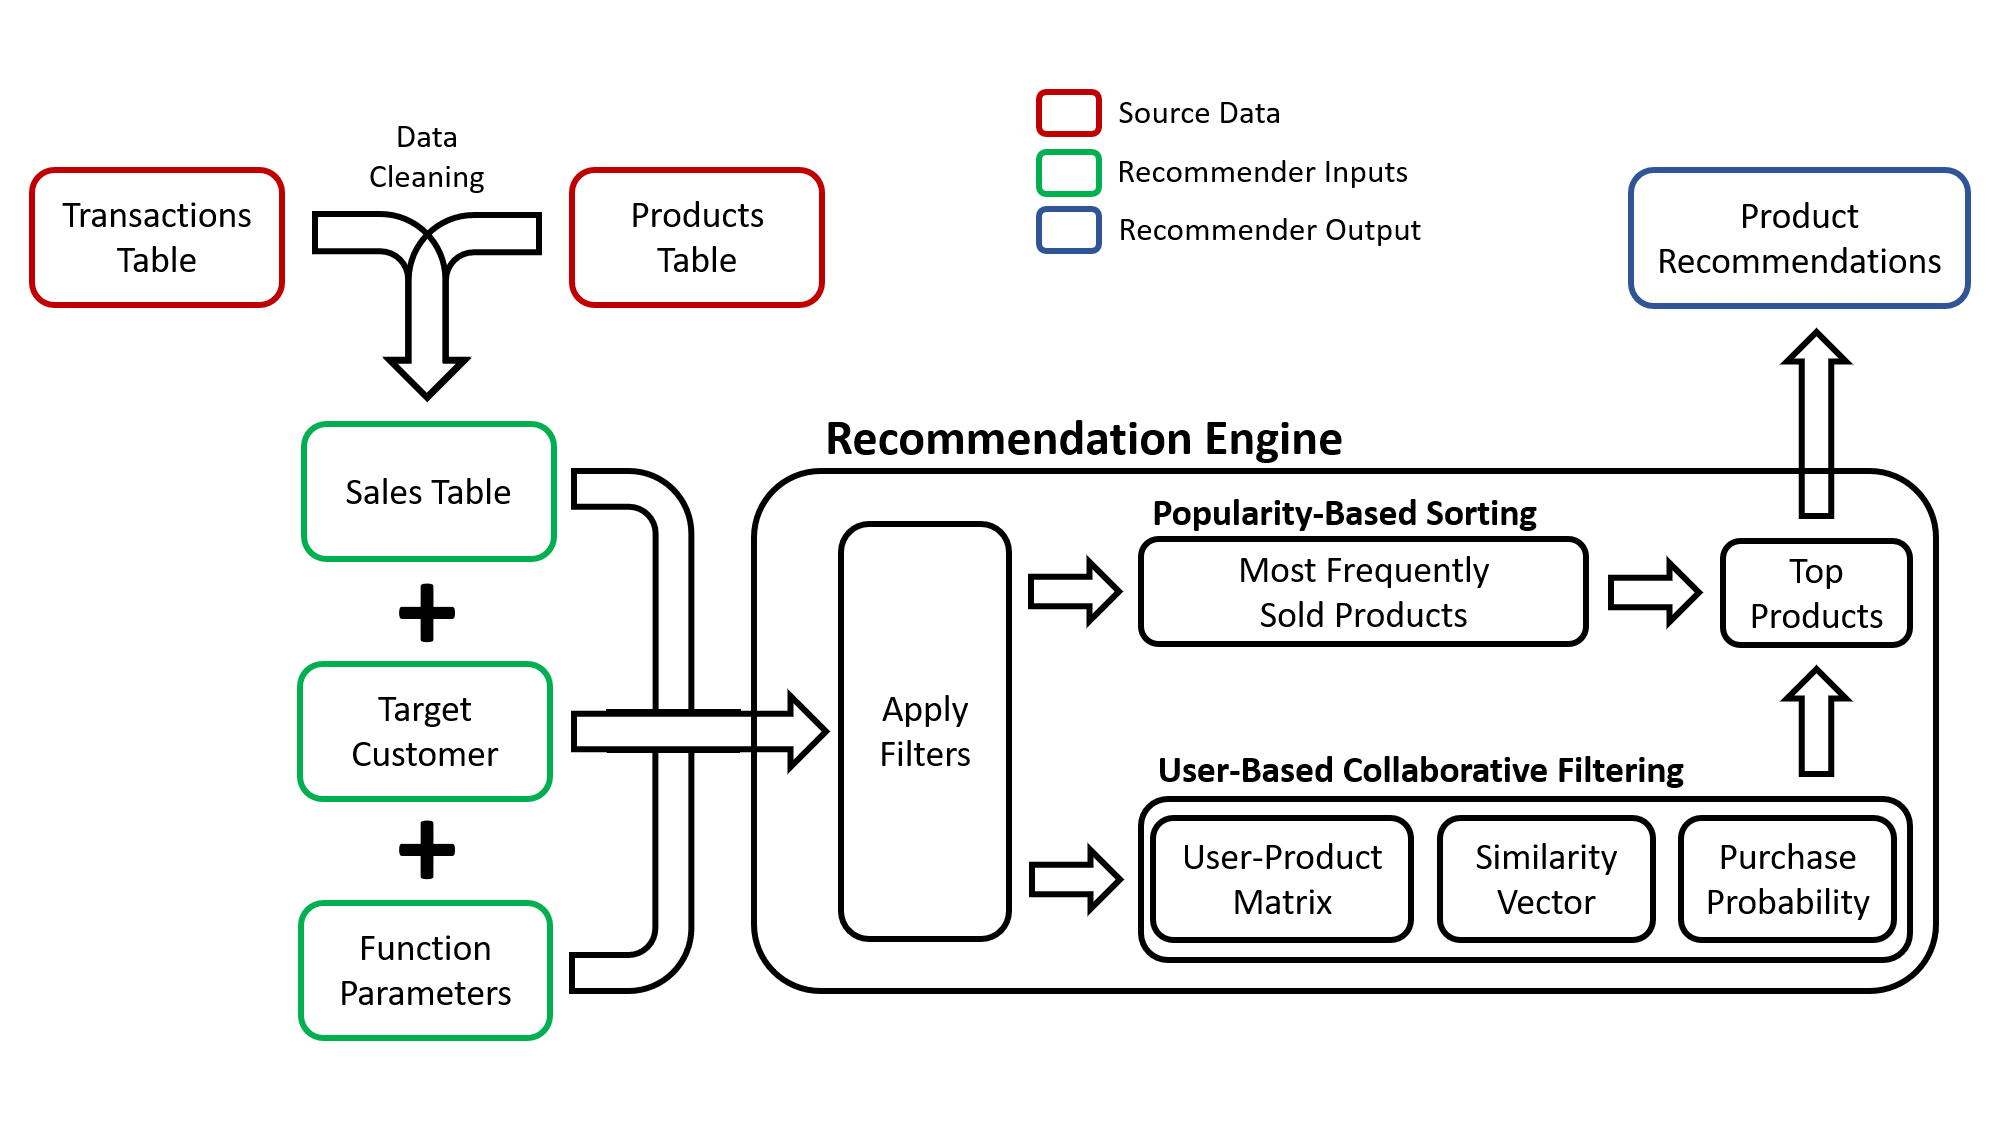 Data
Cleaning
Transactions
Table
Products
Table
Source Data
Recommender Inputs
Recommender Output
Product
Recommendations
Sales Table
+
Target
Customer
+
Function
Parameters
Recommendation Engine
Apply
Filters
Popularity-Based Sorting
Most Frequently
Sold Products
Top
Products
User-Based Collaborative Filtering
User-Product
Matrix
Similarity
Vector
Purchase
Probability